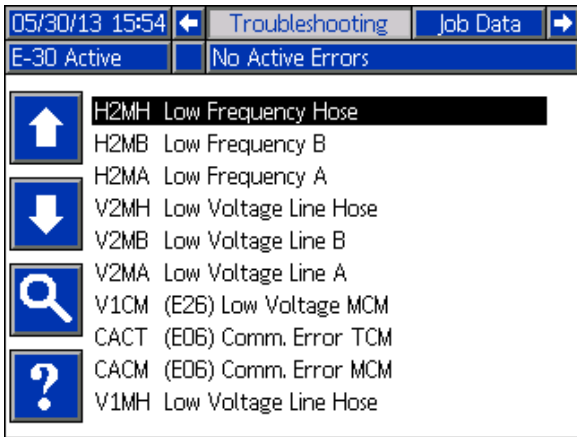 05/30/13 15:54 Troubleshooting Job Data
E-30 Active No Active Errors
H2MH Low Frequency Hose
H2MB Low Frequency B
H2MA Low Frequency A
V2MH Low Voltage Line Hose
V2MB Low Voltage Line B
V2MA Low Voltage Line A
V1CM (E26) Low Voltage MCM
CACT (E06) Comm. Error TCM
CACM (E06) Comm. Error MCM
?
V1MH Low Voltage Line Hose